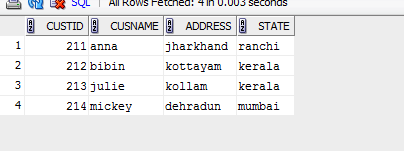 SQL | All Rows Fetched: 4 in 0.003 seconds
CUSTID CUSNAME ADDRESS STATE
1 211 anna jharkhand ranchi
2 212 bibin kottayam kerala
3 213 julie kollam kerala
4 214 mickey dehradun mumbai